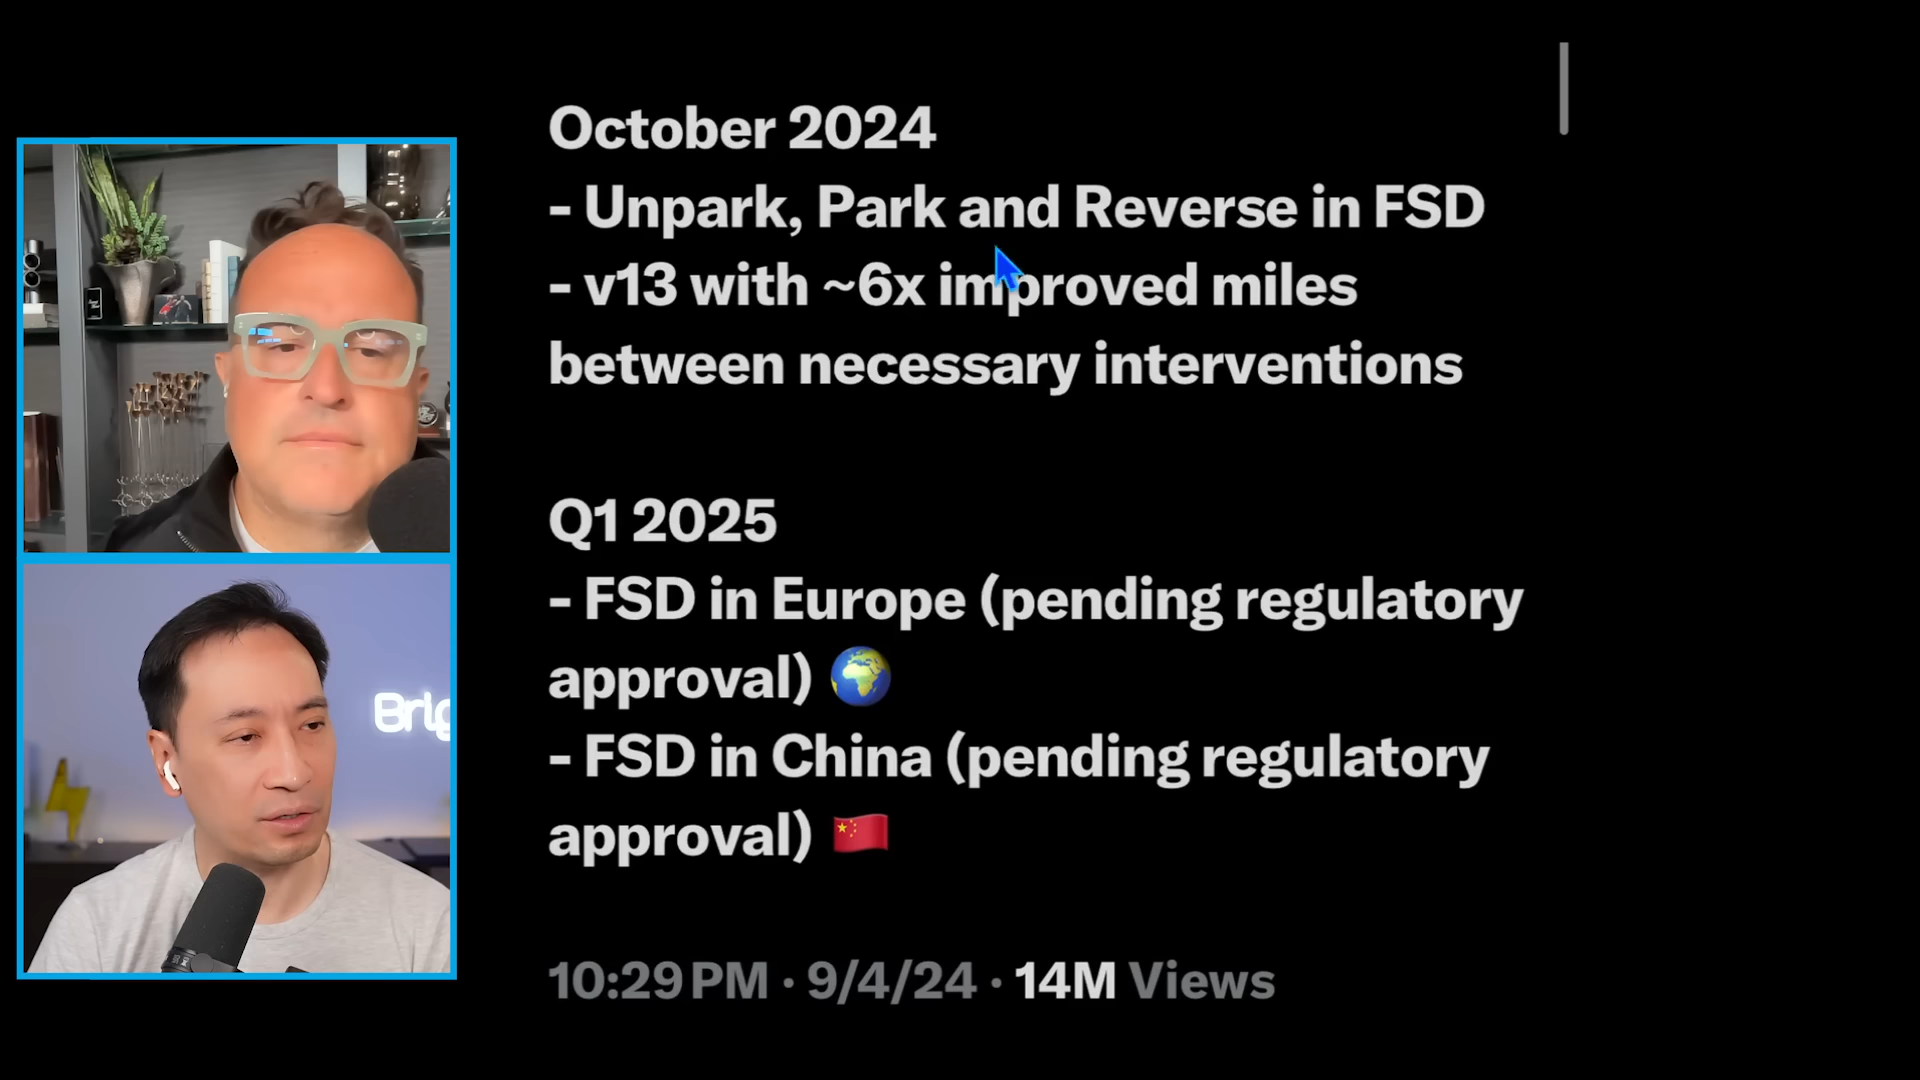 October 2024
- Unpark, Park and Reverse in FSD
- v13 with ~6x improved miles
between necessary interventions
Q1 2025
- FSD in Europe (pending regulatory
approval) 🌍
- FSD in China (pending regulatory
approval) 🇨🇳
10:29 PM · 9/4/24 · 14M Views